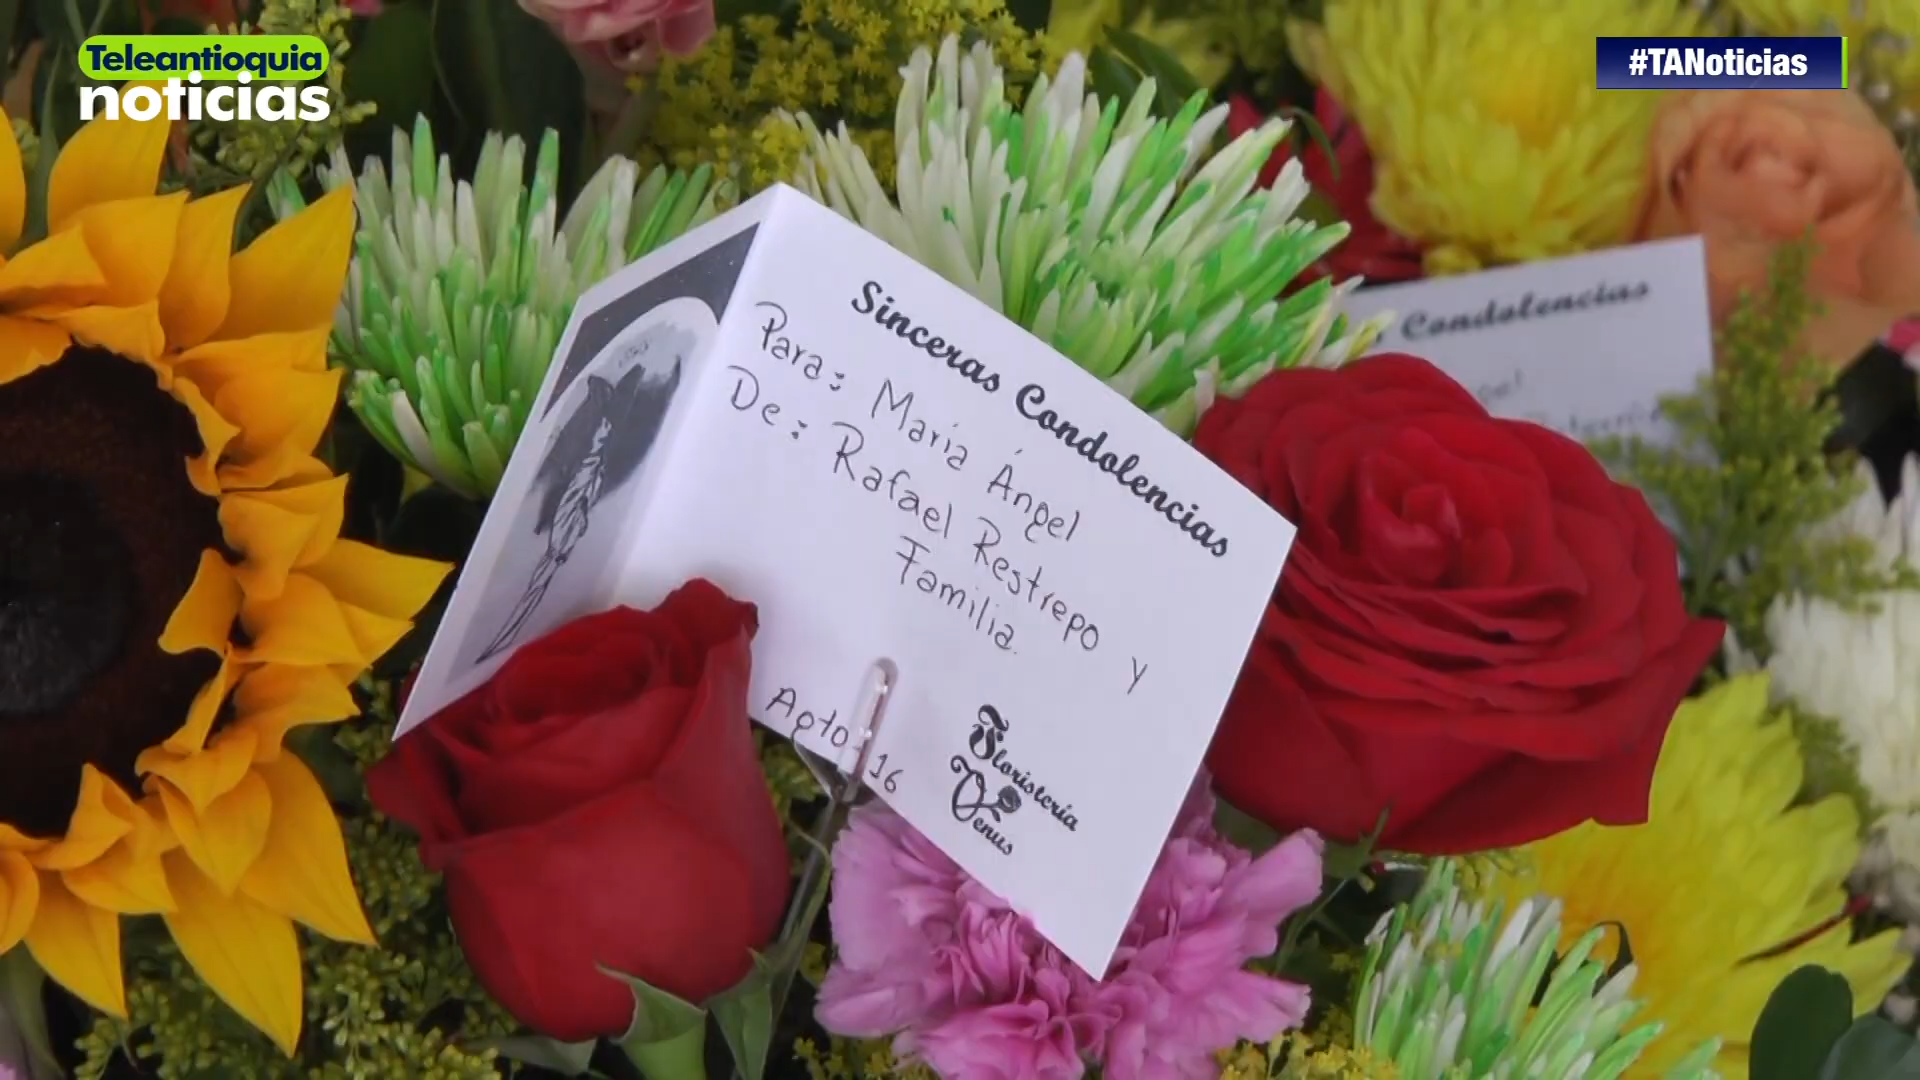 Teleantioquia
noticias
#TANoticias
Sinceras Condolencias
Para: María Ángel
De: Rafael Restrepo y
Familia.
Apto 16
Floristería
Venus
Condolencias